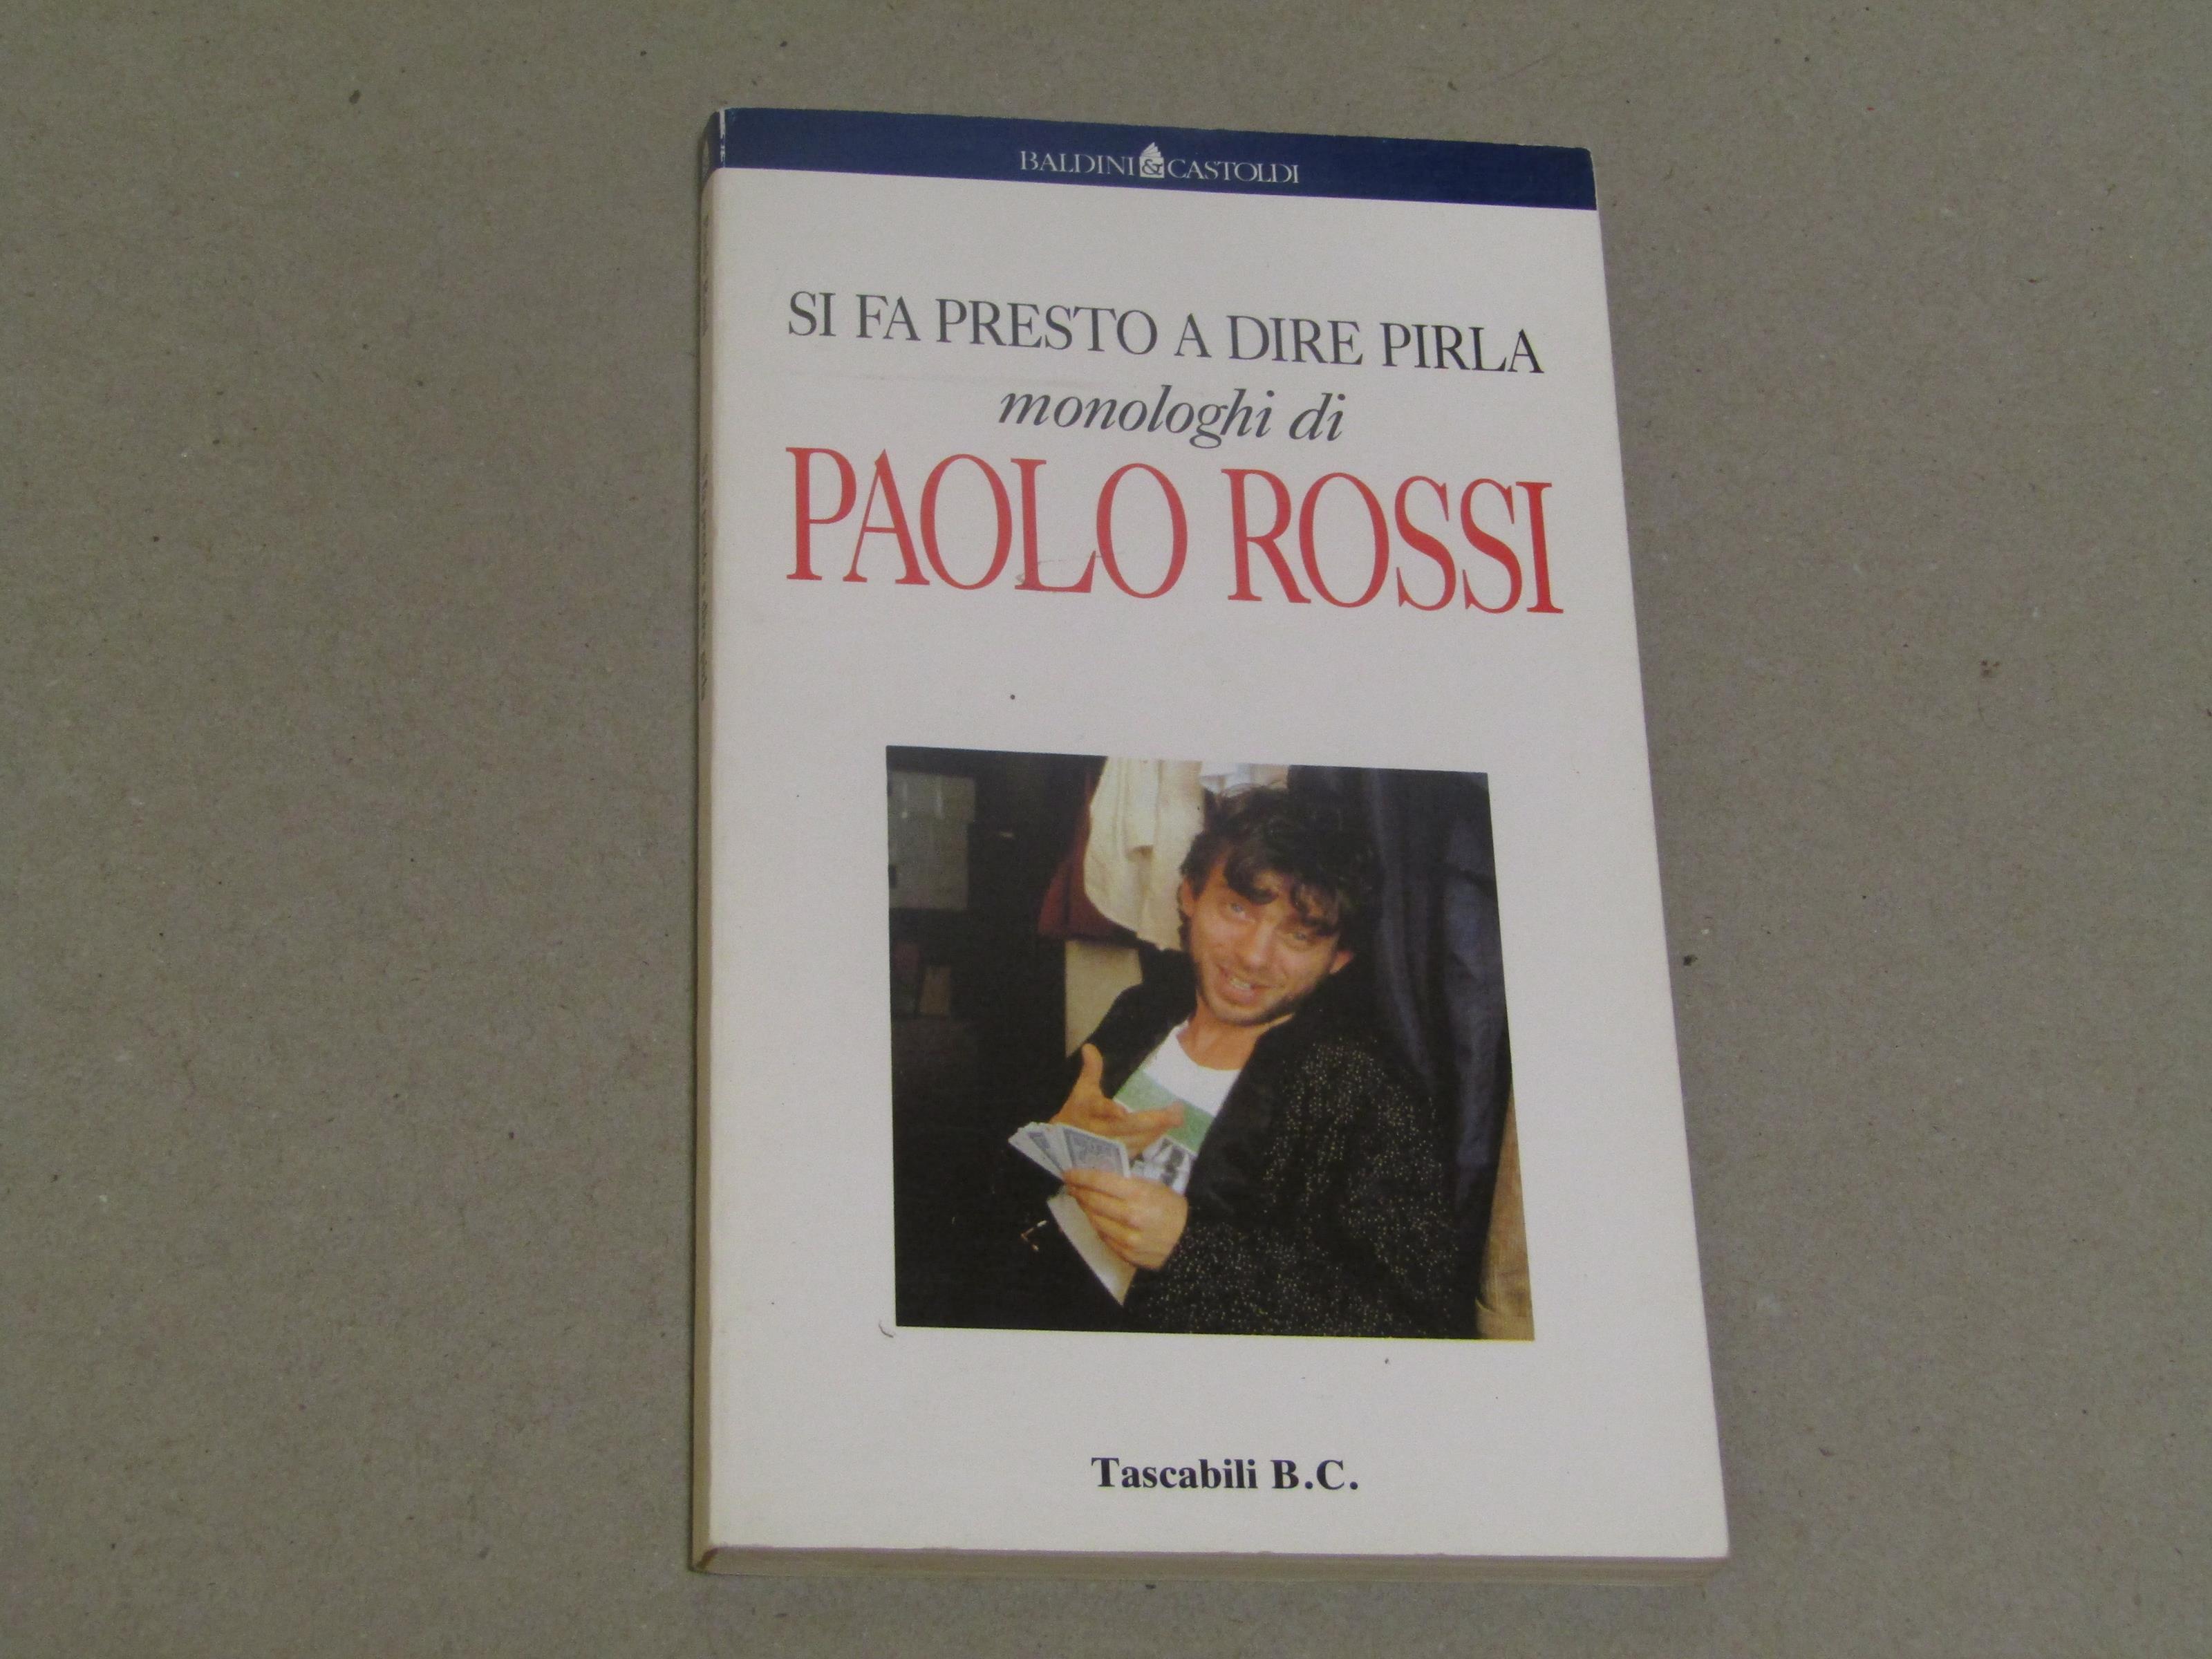 BALDINI & CASTOLDI
SI FA PRESTO A DIRE PIRLA
monologhi di
PAOLO ROSSI
Tascabili B.C.